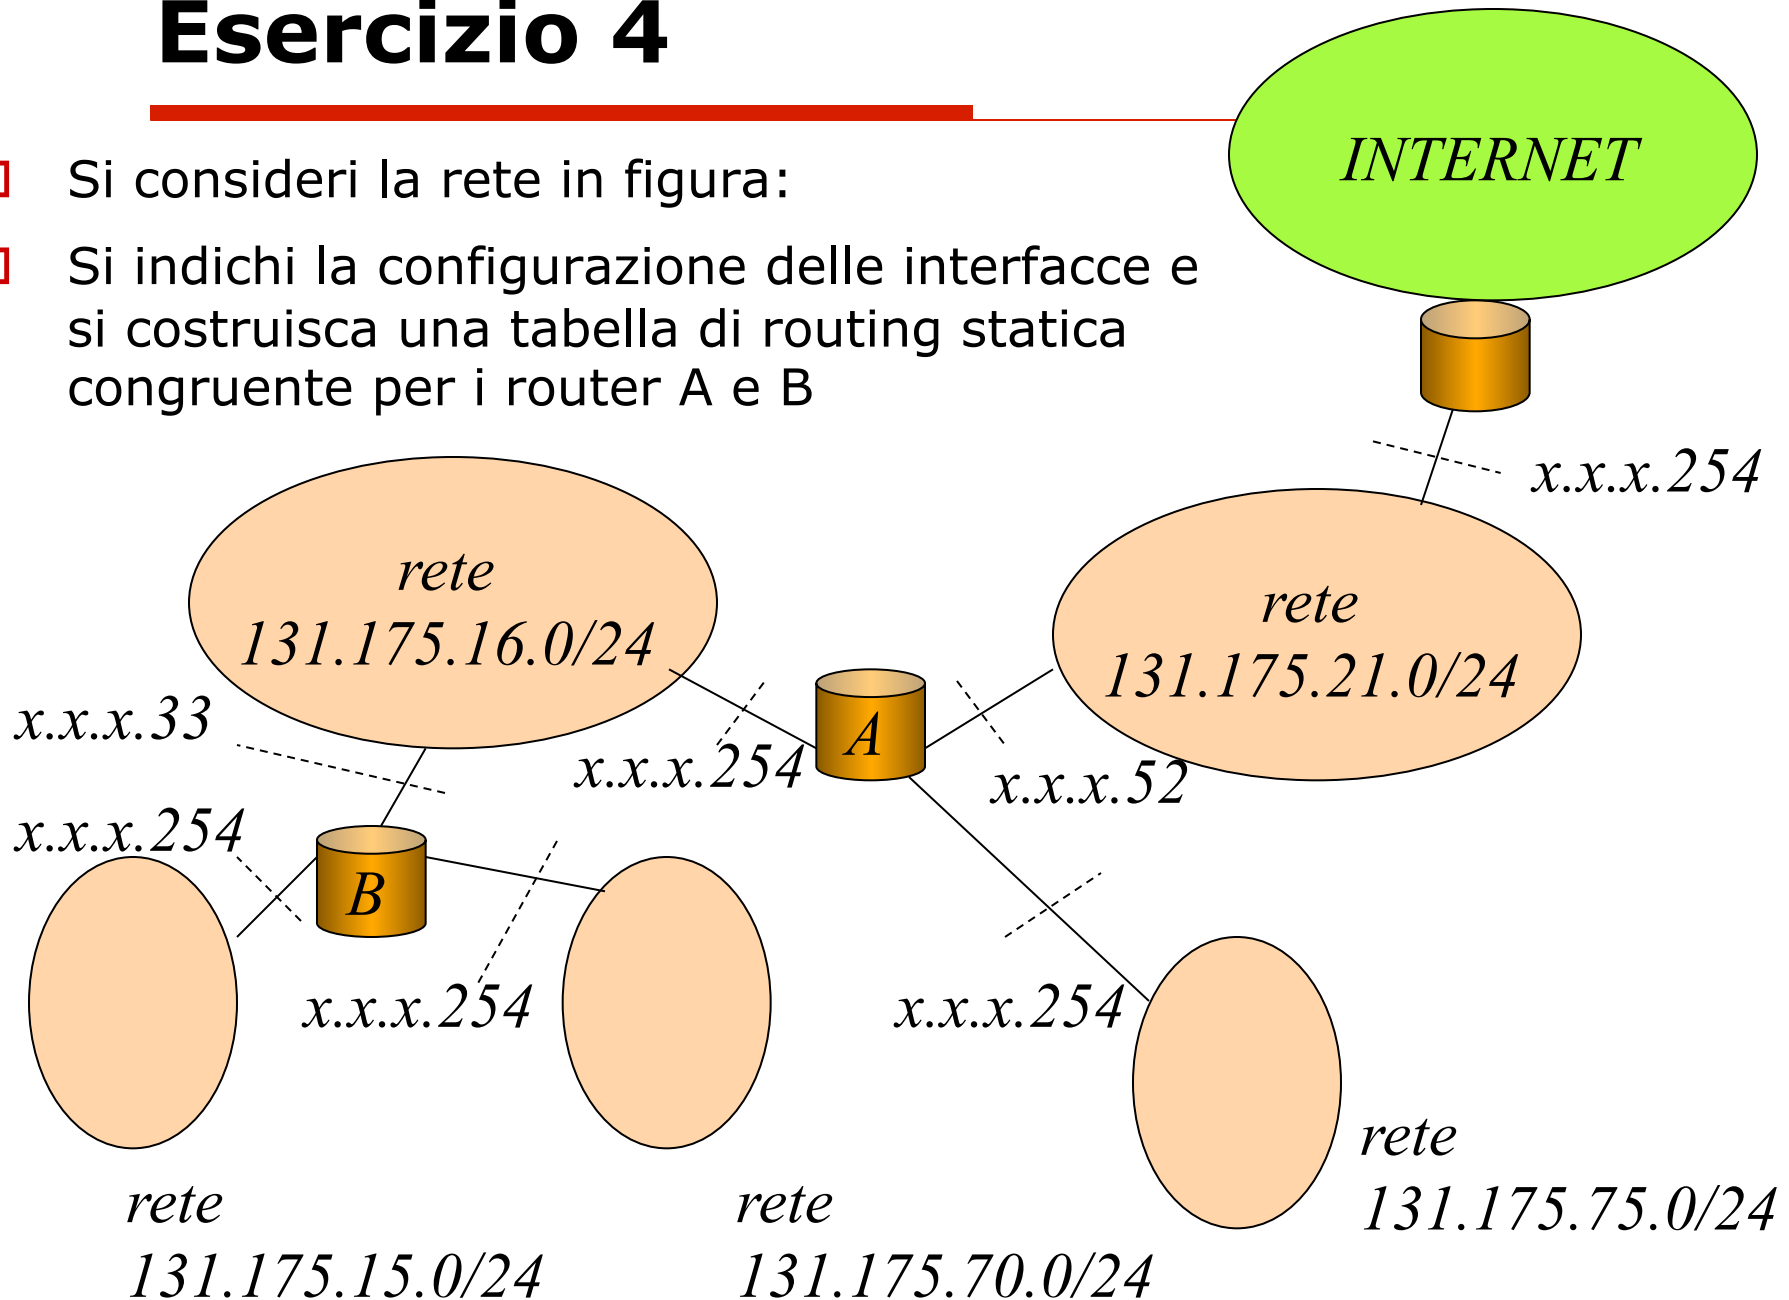 Esercizio 4
INTERNET
Si consideri la rete in figura:
Si indichi la configurazione delle interfacce e
si costruisca una tabella di routing statica
congruente per i router A e B
x.x.x.254
rete
131.175.16.0/24
rete
131.175.21.0/24
x.x.x.33
A
x.x.x.254
x.x.x.52
x.x.x.254
B
x.x.x.254
x.x.x.254
rete
131.175.75.0/24
rete
131.175.15.0/24
rete
131.175.70.0/24